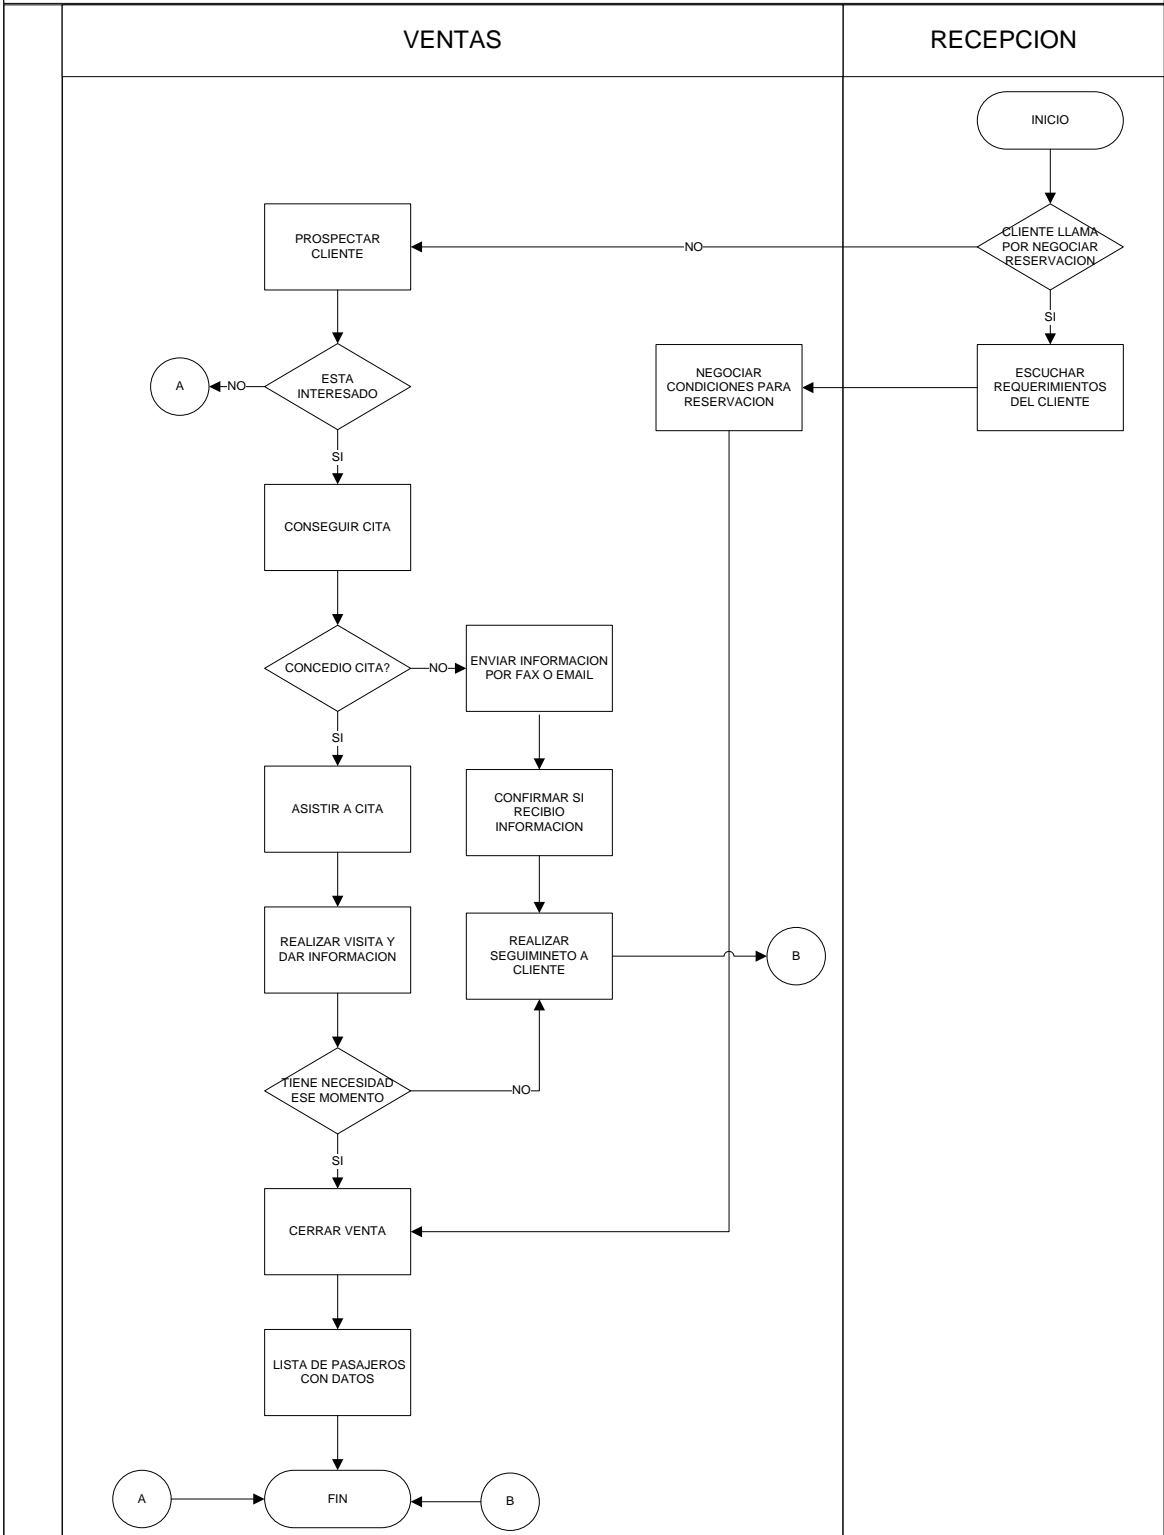 VENTAS
RECEPCION
INICIO
CLIENTE LLAMA
POR NEGOCIAR
RESERVACION
NO
PROSPECTAR
CLIENTE
SI
ESCUCHAR
REQUERIMIENTOS
DEL CLIENTE
NEGOCIAR
CONDICIONES PARA
RESERVACION
ESTA
INTERESADO
NO
A
SI
CONSEGUIR CITA
CONCEDIO CITA?
NO
ENVIAR INFORMACION
POR FAX O EMAIL
SI
ASISTIR A CITA
CONFIRMAR SI
RECIBIO
INFORMACION
REALIZAR VISITA Y
DAR INFORMACION
REALIZAR
SEGUIMINETO A
CLIENTE
B
TIENE NECESIDAD
ESE MOMENTO
NO
SI
CERRAR VENTA
LISTA DE PASAJEROS
CON DATOS
A
FIN
B